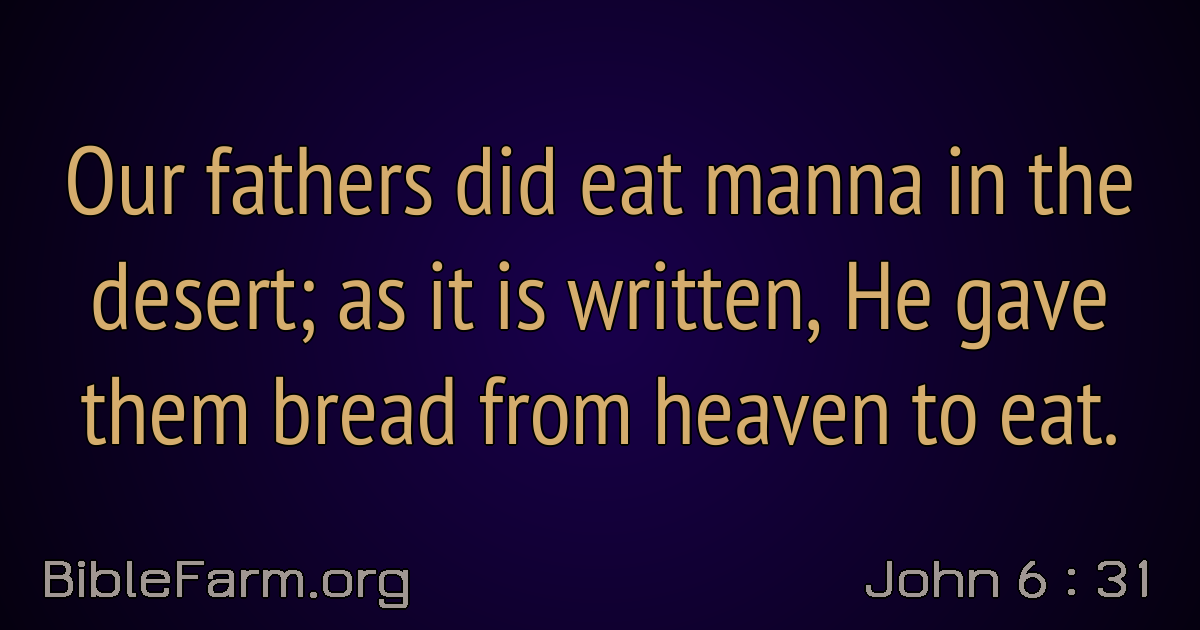 Our fathers did eat manna in the
desert; as it is written, He gave
them bread from heaven to eat.
BibleFarm.org
John 6 : 31